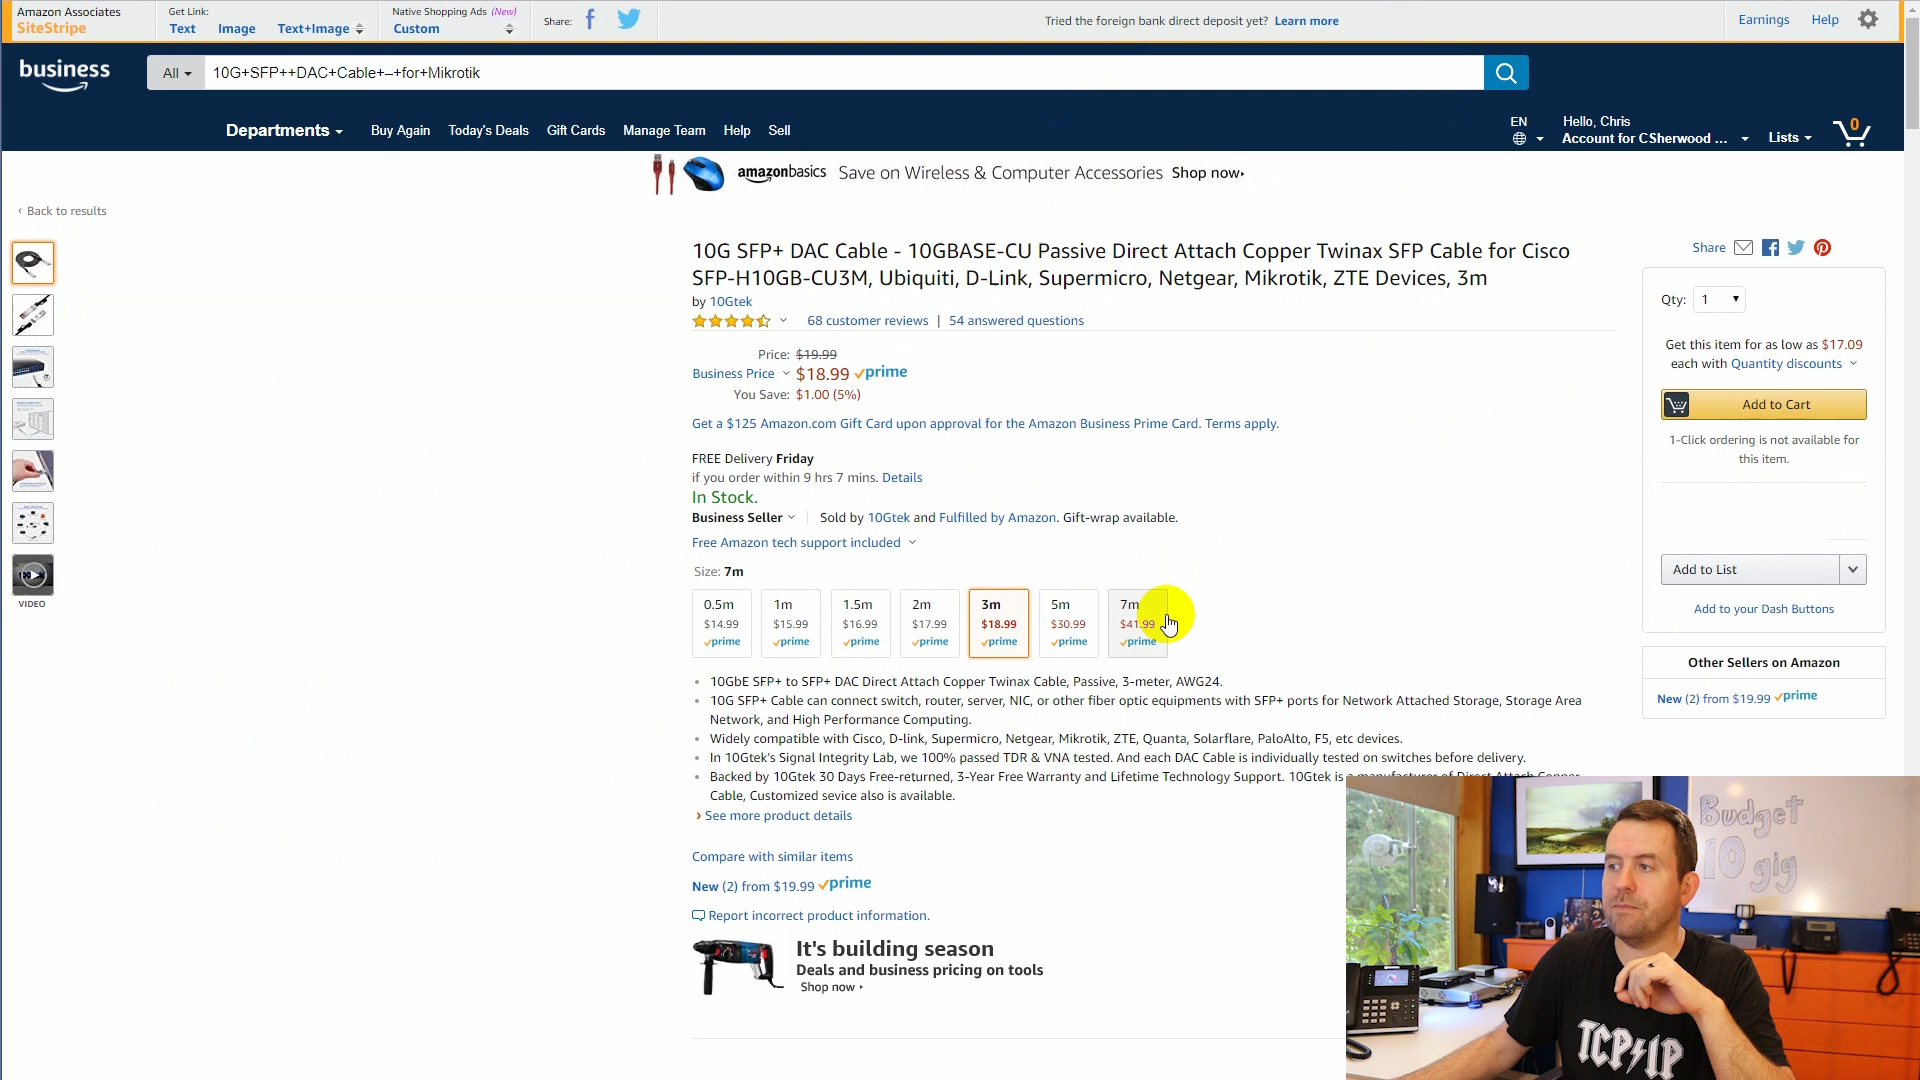 Amazon Associates
SiteStripe
Get Link:
Text Image Text+Image
Native Shopping Ads (New)
Custom
Share:
Tried the foreign bank direct deposit yet? Learn more
Earnings Help
business
All 10G+SFP++DAC+Cable+–+for+Mikrotik
Departments Buy Again Today's Deals Gift Cards Manage Team Help Sell
EN
Hello, Chris
Account for CSherwood ...
Lists
0
amazonbasics Save on Wireless & Computer Accessories Shop now›
‹ Back to results
VIDEO
10G SFP+ DAC Cable - 10GBASE-CU Passive Direct Attach Copper Twinax SFP Cable for Cisco
SFP-H10GB-CU3M, Ubiquiti, D-Link, Supermicro, Netgear, Mikrotik, ZTE Devices, 3m
by 10Gtek
68 customer reviews | 54 answered questions
Price: $19.99
Business Price $18.99 prime
You Save: $1.00 (5%)
Get a $125 Amazon.com Gift Card upon approval for the Amazon Business Prime Card. Terms apply.
FREE Delivery Friday
if you order within 9 hrs 7 mins. Details
In Stock.
Business Seller Sold by 10Gtek and Fulfilled by Amazon. Gift-wrap available.
Free Amazon tech support included
Size: 7m
0.5m 1m 1.5m 2m 3m 5m 7m
$14.99 $15.99 $16.99 $17.99 $18.99 $30.99 $41.99
prime prime prime prime prime prime prime
• 10GbE SFP+ to SFP+ DAC Direct Attach Copper Twinax Cable, Passive, 3-meter, AWG24.
• 10G SFP+ Cable can connect switch, router, server, NIC, or other fiber optic equipments with SFP+ ports for Network Attached Storage, Storage Area
Network, and High Performance Computing.
• Widely compatible with Cisco, D-link, Supermicro, Netgear, Mikrotik, ZTE, Quanta, Solarflare, PaloAlto, F5, etc devices.
• In 10Gtek's Signal Integrity Lab, we 100% passed TDR & VNA tested. And each DAC Cable is individually tested on switches before delivery.
• Backed by 10Gtek 30 Days Free-returned, 3-Year Free Warranty and Lifetime Technology Support. 10Gtek is a manufacturer of Direct Attach Copper
Cable, Customized sevice also is available.
› See more product details
Compare with similar items
New (2) from $19.99 prime
Report incorrect product information.
It's building season
Deals and business pricing on tools
Shop now ›
Share
Qty: 1
Get this item for as low as $17.09
each with Quantity discounts
Add to Cart
1-Click ordering is not available for
this item.
Add to List
Add to your Dash Buttons
Other Sellers on Amazon
New (2) from $19.99 prime
Budget
10 gig
TCP IP